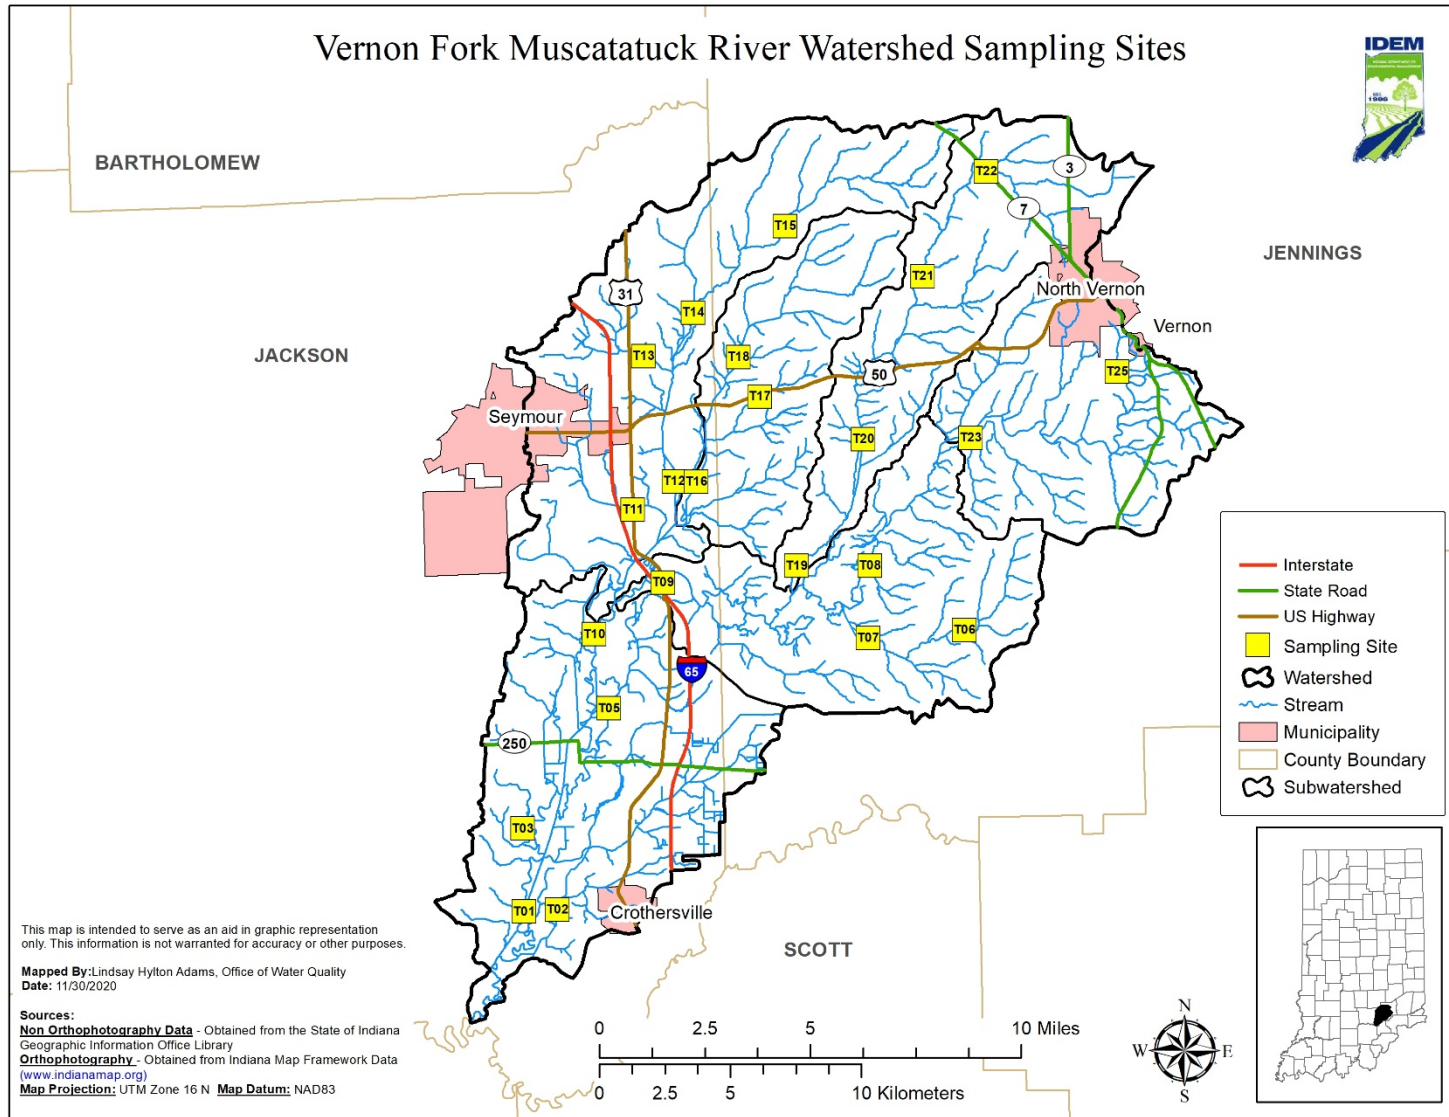 Vernon Fork Muscatatuck River Watershed Sampling Sites
IDEM
EST.
1986
BARTHOLOMEW
JENNINGS
JACKSON
SCOTT
T22
3
7
T15
T21
31
North Vernon
T14
Vernon
T13
T18
50
T25
T17
Seymour
T20
T23
T12
T16
T11
T19
T08
T09
T10
T07
T06
65
T05
250
T03
T01
T02
Crothersville
Interstate
State Road
US Highway
Sampling Site
Watershed
Stream
Municipality
County Boundary
Subwatershed
This map is intended to serve as an aid in graphic representation
only. This information is not warranted for accuracy or other purposes.
Mapped By:Lindsay Hylton Adams, Office of Water Quality
Date: 11/30/2020
Sources:
Non Orthophotography Data - Obtained from the State of Indiana
Geographic Information Office Library
Orthophotography - Obtained from Indiana Map Framework Data
(www.indianamap.org)
Map Projection: UTM Zone 16 N Map Datum: NAD83
0 2.5 5 10 Miles
0 2.5 5 10 Kilometers
N
W E
S